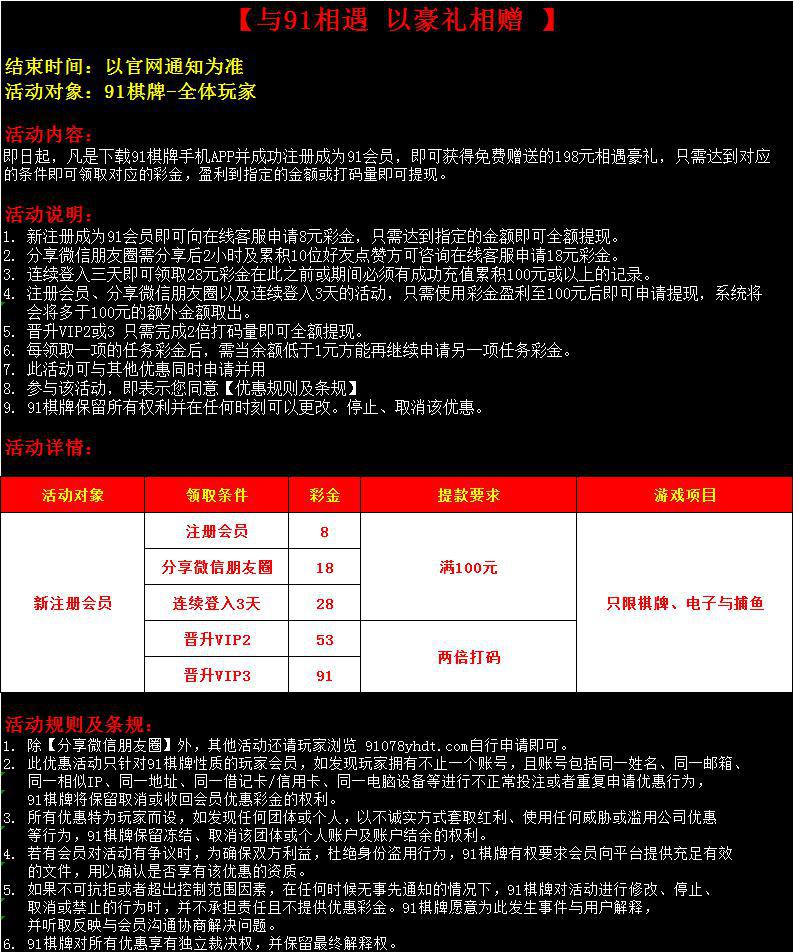 【与91相遇 以豪礼相赠 】
结束时间：以官网通知为准
活动对象：91棋牌-全体玩家
活动内容：
即日起，凡是下载91棋牌手机APP并成功注册成为91会员，即可获得免费赠送的198元相遇豪礼，只需达到对应
的条件即可领取对应的彩金，盈利到指定的金额或打码量即可提现。
活动说明：
1. 新注册成为91会员即可向在线客服申请8元彩金，只需达到指定的金额即可全额提现。
2. 分享微信朋友圈需分享后2小时及累积10位好友点赞方可咨询在线客服申请18元彩金。
3. 连续登入三天即可领取28元彩金在此之前或期间必须有成功充值累积100元或以上的记录。
4. 注册会员、分享微信朋友圈以及连续登入3天的活动，只需使用彩金盈利至100元后即可申请提现，系统将
会将多于100元的额外金额取出。
5. 晋升VIP2或3 只需完成2倍打码量即可全额提现。
6. 每领取一项的任务彩金后，需当余额低于1元方能再继续申请另一项任务彩金。
7. 此活动可与其他优惠同时申请并用
8. 参与该活动，即表示您同意【优惠规则及条规】
9. 91棋牌保留所有权利并在任何时刻可以更改。停止、取消该优惠。
活动详情：
活动对象 领取条件 彩金 提款要求 游戏项目
新注册会员 注册会员 8 满100元 只限棋牌、电子与捕鱼
分享微信朋友圈 18
连续登入3天 28
晋升VIP2 53 两倍打码
晋升VIP3 91
活动规则及条规：
1. 除【分享微信朋友圈】外，其他活动还请玩家浏览 91078yhdt.com自行申请即可。
2. 此优惠活动只针对91棋牌性质的玩家会员，如发现玩家拥有不止一个账号，且账号包括同一姓名、同一邮箱、
同一相似IP、同一地址、同一借记卡/信用卡、同一电脑设备等进行不正常投注或者重复申请优惠行为，
91棋牌将保留取消或收回会员优惠彩金的权利。
3. 所有优惠特为玩家而设，如发现任何团体或个人，以不诚实方式套取红利、使用任何威胁或滥用公司优惠
等行为，91棋牌保留冻结、取消该团体或个人账户及账户结余的权利。
4. 若有会员对活动有争议时，为确保双方利益，杜绝身份盗用行为，91棋牌有权要求会员向平台提供充足有效
的文件，用以确认是否享有该优惠的资质。
5. 如果不可抗拒或者超出控制范围因素，在任何时候无事先通知的情况下，91棋牌对活动进行修改、停止、
取消或禁止的行为时，并不承担责任且不提供优惠彩金。91棋牌愿意为此发生事件与用户解释，
并听取反映与会员沟通协商解决问题。
6. 91棋牌对所有优惠享有独立裁决权，并保留最终解释权。